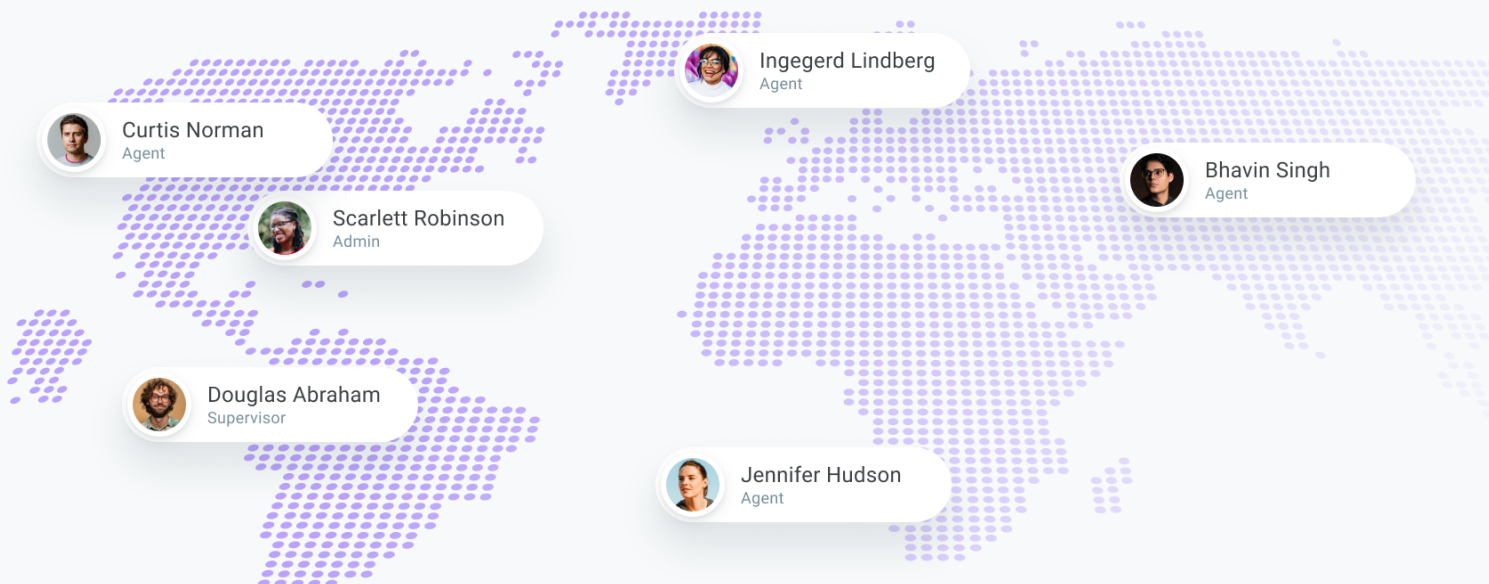 Ingegerd Lindberg
Agent
Curtis Norman
Agent
Bhavin Singh
Agent
Scarlett Robinson
Admin
Douglas Abraham
Supervisor
Jennifer Hudson
Agent